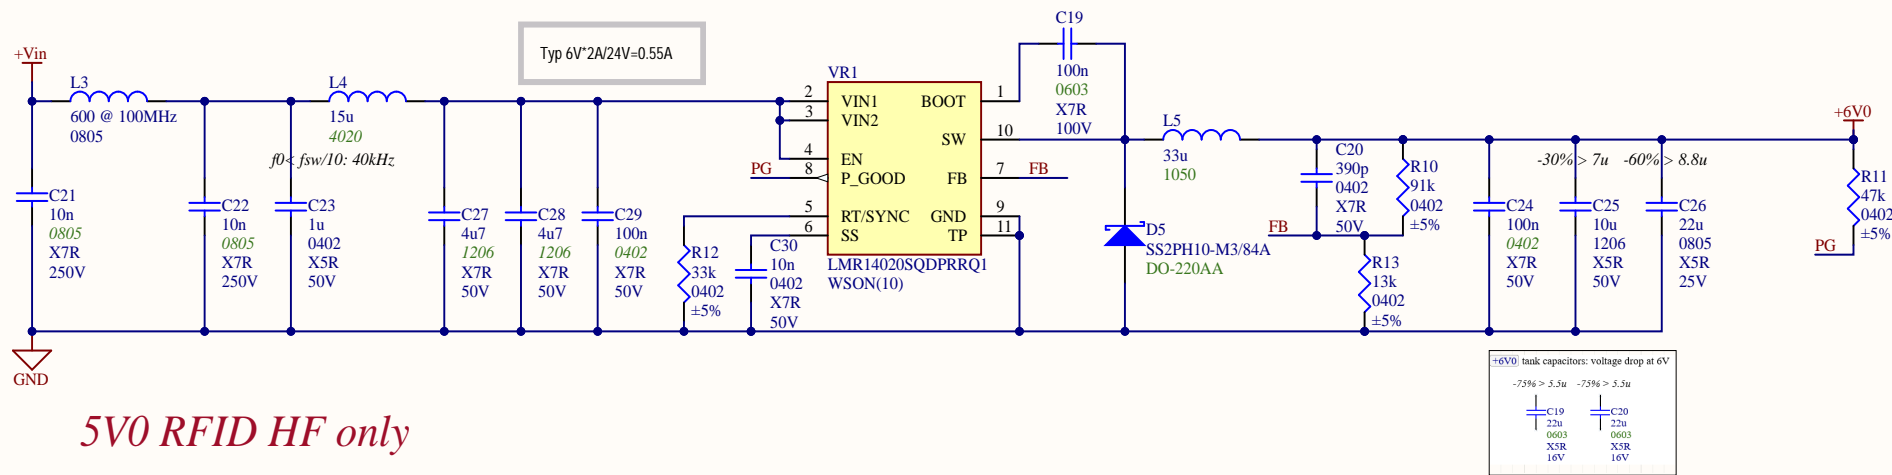 Typ 6V*2A/24V=0.55A
+Vin
L3
600 @ 100MHz
0805
L4
15u
4020
f0< fsw/10: 40kHz
C21
10n
0805
X7R
250V
C22
10n
0805
X7R
250V
C23
1u
0402
X5R
50V
C27
4u7
1206
X7R
50V
C28
4u7
1206
X7R
50V
C29
100n
0402
X7R
50V
GND
VR1
2 VIN1 BOOT 1
3 VIN2
SW 10
4 EN
PG 8 P_GOOD FB 7 FB
5 RT/SYNC GND 9
6 SS TP 11
LMR14020SQDPRRQ1
WSON(10)
R12
33k
0402
±5%
C30
10n
0402
X7R
50V
C19
100n
0603
X7R
100V
L5
33u
1050
D5
SS2PH10-M3/84A
DO-220AA
C20
390p
0402
X7R
50V
R10
91k
0402
±5%
FB
R13
13k
0402
±5%
-30% > 7u -60% > 8.8u
C24
100n
0402
X7R
50V
C25
10u
1206
X5R
50V
C26
22u
0805
X5R
25V
+6V0
R11
47k
0402
±5%
PG
+6V0 tank capacitors: voltage drop at 6V
-75% > 5.5u -75% > 5.5u
C19
22u
0603
X5R
16V
C20
22u
0603
X5R
16V
5V0 RFID HF only